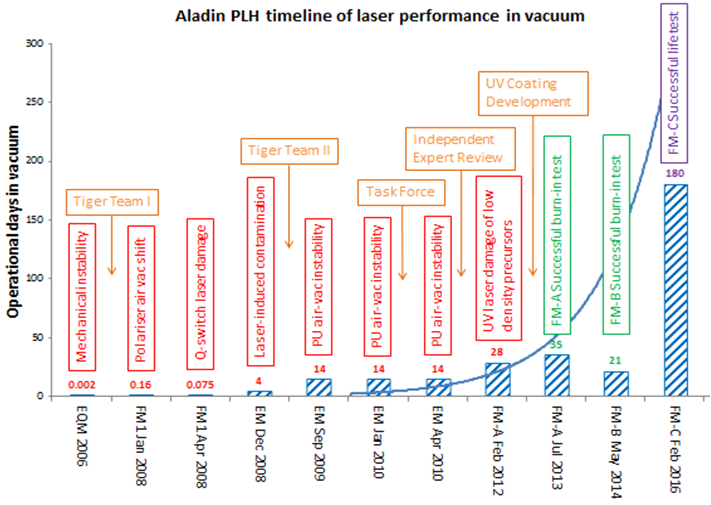 Aladin PLH timeline of laser performance in vacuum
Operational days in vacuum
300
250
200
150
100
50
0
Tiger Team I
Tiger Team II
Task Force
Independent
Expert Review
UV Coating
Development
Mechanical instability
Polariser air vac shift
Q-switch laser damage
Laser-induced contamination
PU air-vac instability
PU air-vac instability
PU air-vac instability
UV laser damage of low
density precursors
FM-A Successful burn-in test
FM-B Successful burn-in test
FM-C Successful life test
0.002
0.16
0.075
4
14
14
14
28
35
21
180
EQM 2006
FM1 Jan 2008
FM1 Apr 2008
EM Dec 2008
EM Sep 2009
EM Jan 2010
EM Apr 2010
FM-A Feb 2012
FM-A Jul 2013
FM-B May 2014
FM-C Feb 2016